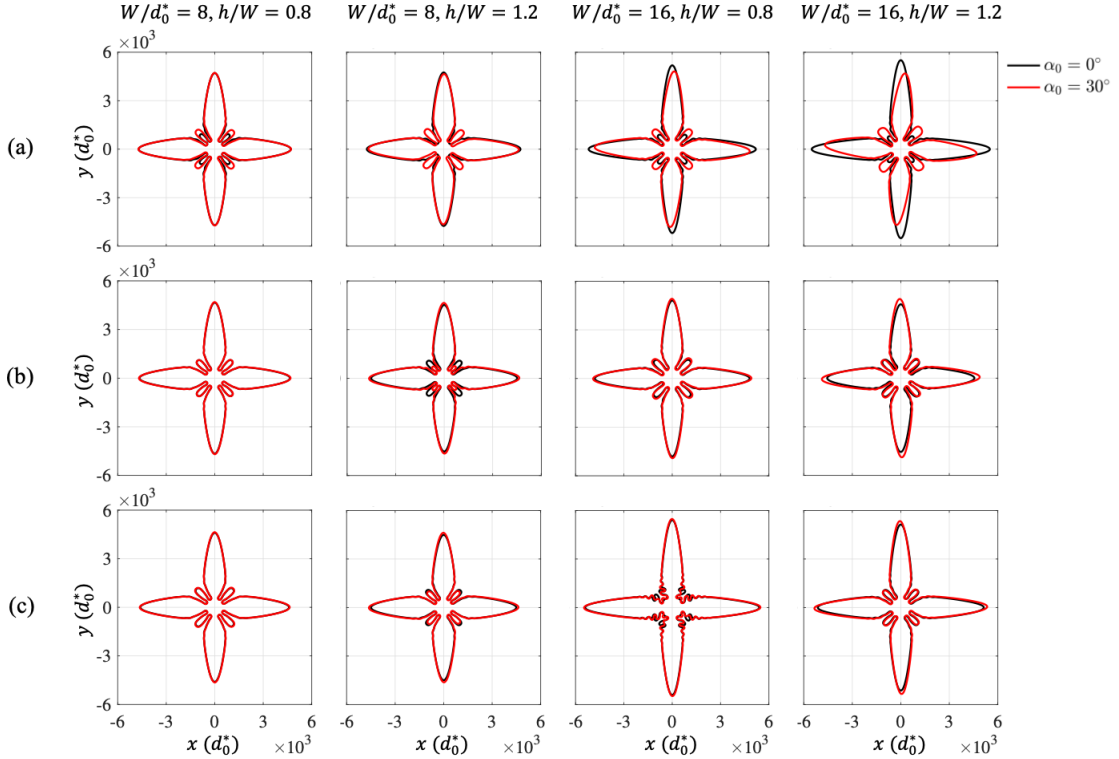 W/d₀* = 8, h/W = 0.8 W/d₀* = 8, h/W = 1.2 W/d₀* = 16, h/W = 0.8 W/d₀* = 16, h/W = 1.2
×10³
6
3
(a) y (d₀*) 0
-3
-6
α₀ = 0°
α₀ = 30°
×10³
6
3
(b) y (d₀*) 0
-3
-6
×10³
6
3
(c) y (d₀*) 0
-3
-6
-6 -3 0 3 6 -6 -3 0 3 6 -6 -3 0 3 6 -6 -3 0 3 6
x (d₀*) ×10³ x (d₀*) ×10³ x (d₀*) ×10³ x (d₀*) ×10³